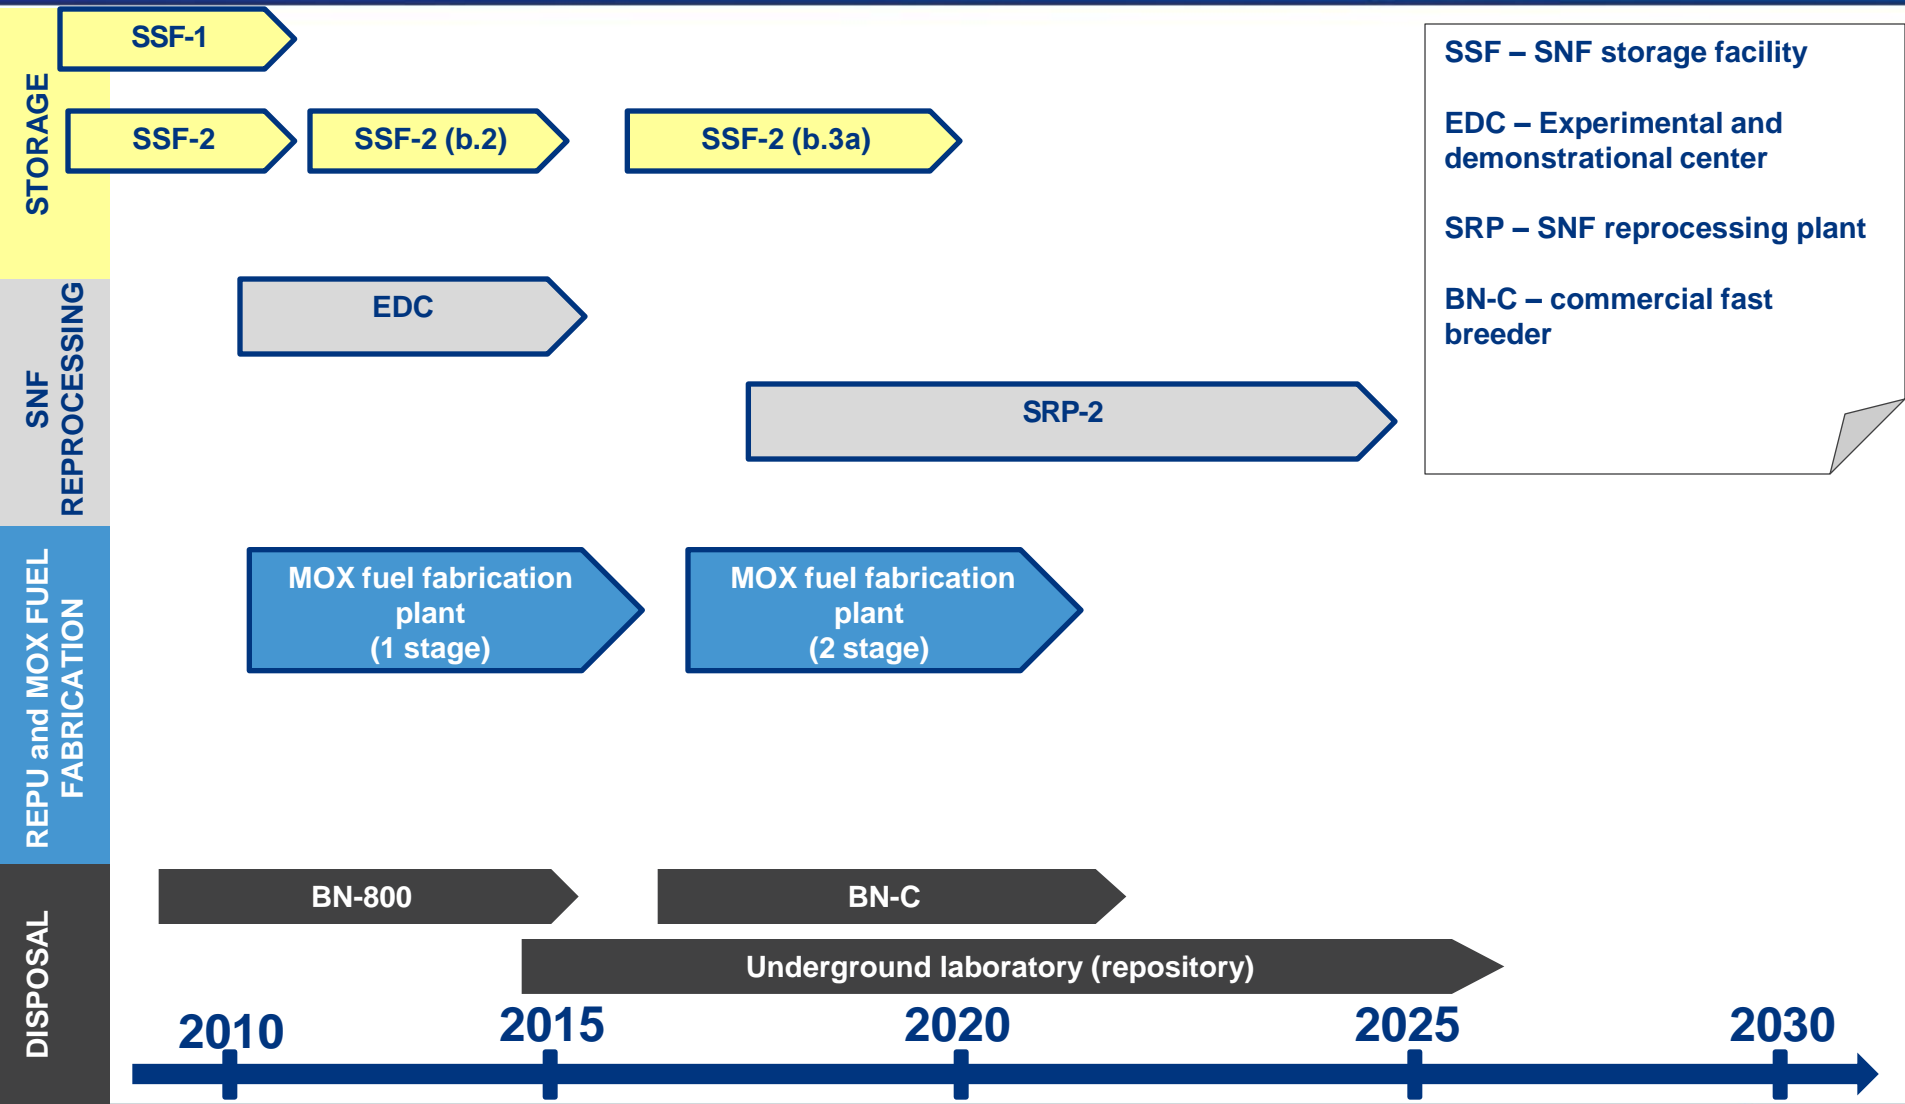 STORAGE
SSF-1
SSF-2
SSF-2 (b.2)
SSF-2 (b.3a)
SSF – SNF storage facility
EDC – Experimental and
demonstrational center
SRP – SNF reprocessing plant
BN-C – commercial fast
breeder
SNF
REPROCESSING
EDC
SRP-2
REPU and MOX FUEL
FABRICATION
MOX fuel fabrication
plant
(1 stage)
MOX fuel fabrication
plant
(2 stage)
DISPOSAL
BN-800
BN-C
Underground laboratory (repository)
2010
2015
2020
2025
2030